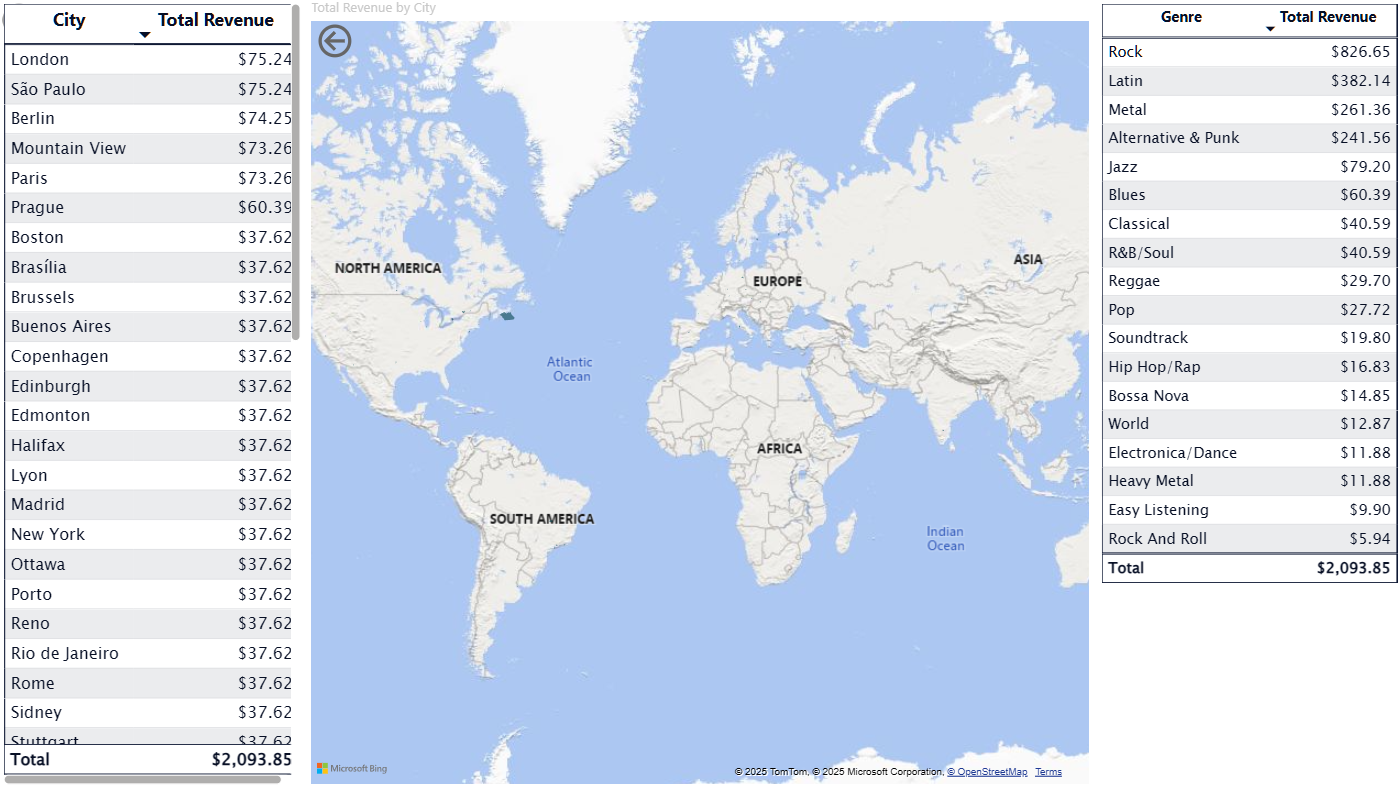 City Total Revenue
London $75.24
São Paulo $75.24
Berlin $74.25
Mountain View $73.26
Paris $73.26
Prague $60.39
Boston $37.62
Brasília $37.62
Brussels $37.62
Buenos Aires $37.62
Copenhagen $37.62
Edinburgh $37.62
Edmonton $37.62
Halifax $37.62
Lyon $37.62
Madrid $37.62
New York $37.62
Ottawa $37.62
Porto $37.62
Reno $37.62
Rio de Janeiro $37.62
Rome $37.62
Sidney $37.62
Stuttgart $37.62
Total $2,093.85
Total Revenue by City
NORTH AMERICA
EUROPE
ASIA
Atlantic
Ocean
AFRICA
SOUTH AMERICA
Indian
Ocean
Microsoft Bing
© 2025 TomTom, © 2025 Microsoft Corporation, © OpenStreetMap Terms
Genre Total Revenue
Rock $826.65
Latin $382.14
Metal $261.36
Alternative & Punk $241.56
Jazz $79.20
Blues $60.39
Classical $40.59
R&B/Soul $40.59
Reggae $29.70
Pop $27.72
Soundtrack $19.80
Hip Hop/Rap $16.83
Bossa Nova $14.85
World $12.87
Electronica/Dance $11.88
Heavy Metal $11.88
Easy Listening $9.90
Rock And Roll $5.94
Total $2,093.85